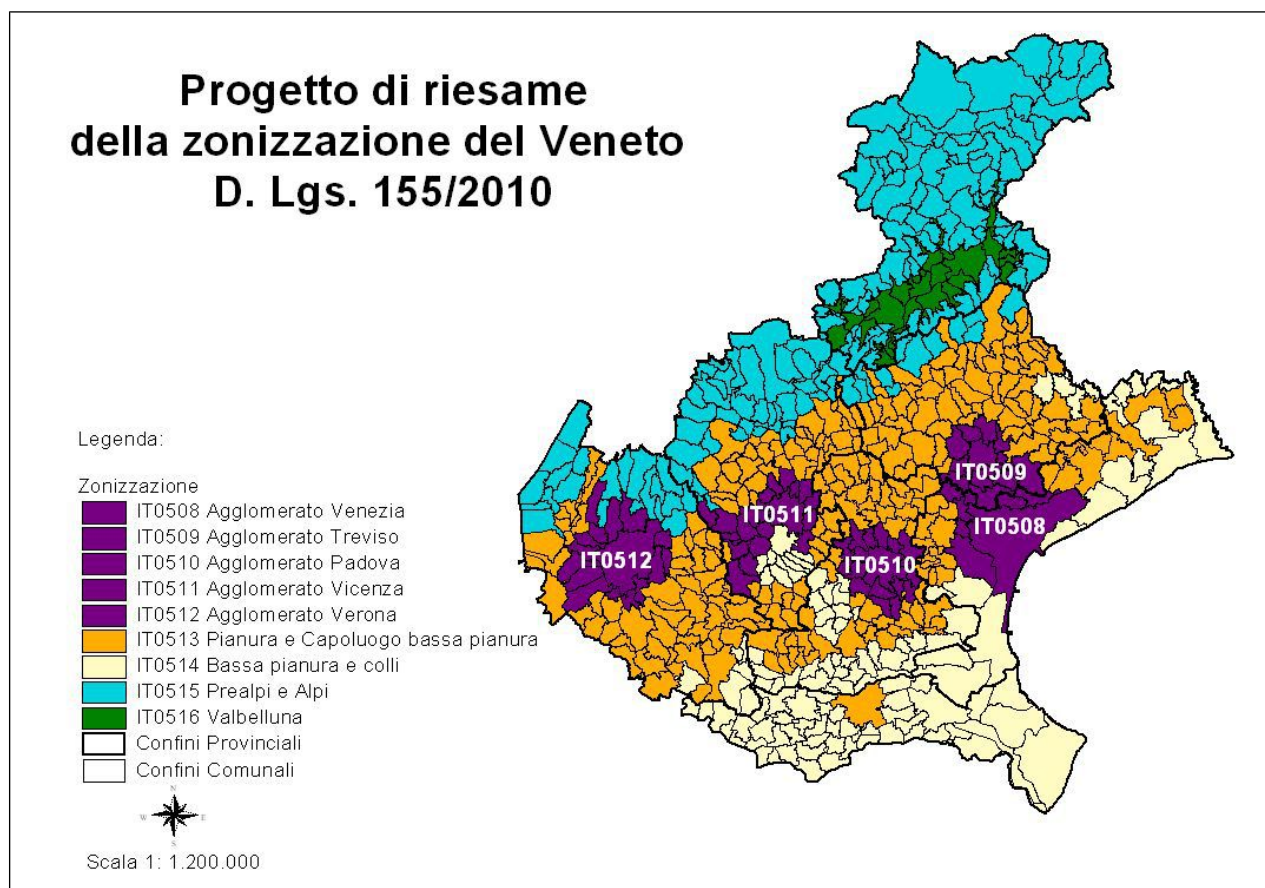 Progetto di riesame
della zonizzazione del Veneto
D. Lgs. 155/2010
IT0509
IT0508
IT0511
IT0510
IT0512
Legenda:
Zonizzazione
IT0508 Agglomerato Venezia
IT0509 Agglomerato Treviso
IT0510 Agglomerato Padova
IT0511 Agglomerato Vicenza
IT0512 Agglomerato Verona
IT0513 Pianura e Capoluogo bassa pianura
IT0514 Bassa pianura e colli
IT0515 Prealpi e Alpi
IT0516 Valbelluna
Confini Provinciali
Confini Comunali
N
W E
S
Scala 1: 1.200.000